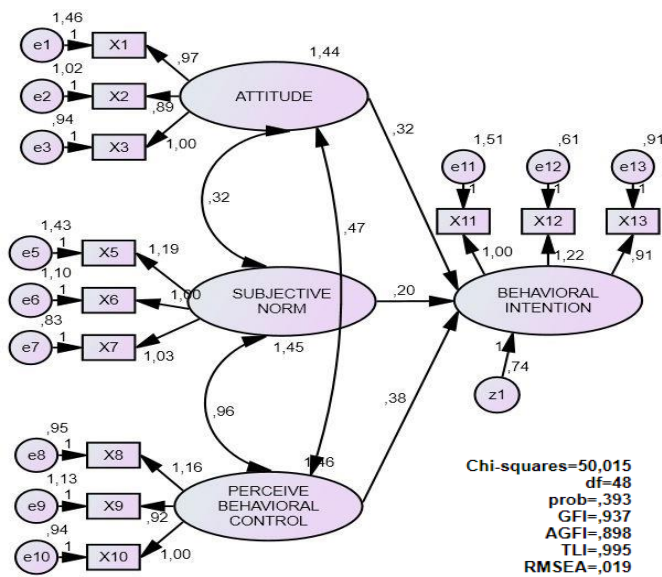 1,46
e1 1 X1 ,97
1,02
e2 1 X2 ,89
,94
e3 1 X3 1,00
1,44
ATTITUDE
,32
,32
,47
1,43
e5 1 X5 1,19
1,10
e6 1 X6 1,00
,83
e7 1 X7 1,03
SUBJECTIVE
NORM
1,45
,20
,96
,38
,95
e8 1 X8 1,16
1,13
e9 1 X9 ,92
,94
e10 1 X10 1,00
1,46
PERCEIVE
BEHAVIORAL
CONTROL
1,51 ,61 ,91
e11 e12 e13
1 1 1
X11 X12 X13
1,00 1,22 ,91
BEHAVIORAL
INTENTION
1
,74
z1
Chi-squares=50,015
df=48
prob=,393
GFI=,937
AGFI=,898
TLI=,995
RMSEA=,019